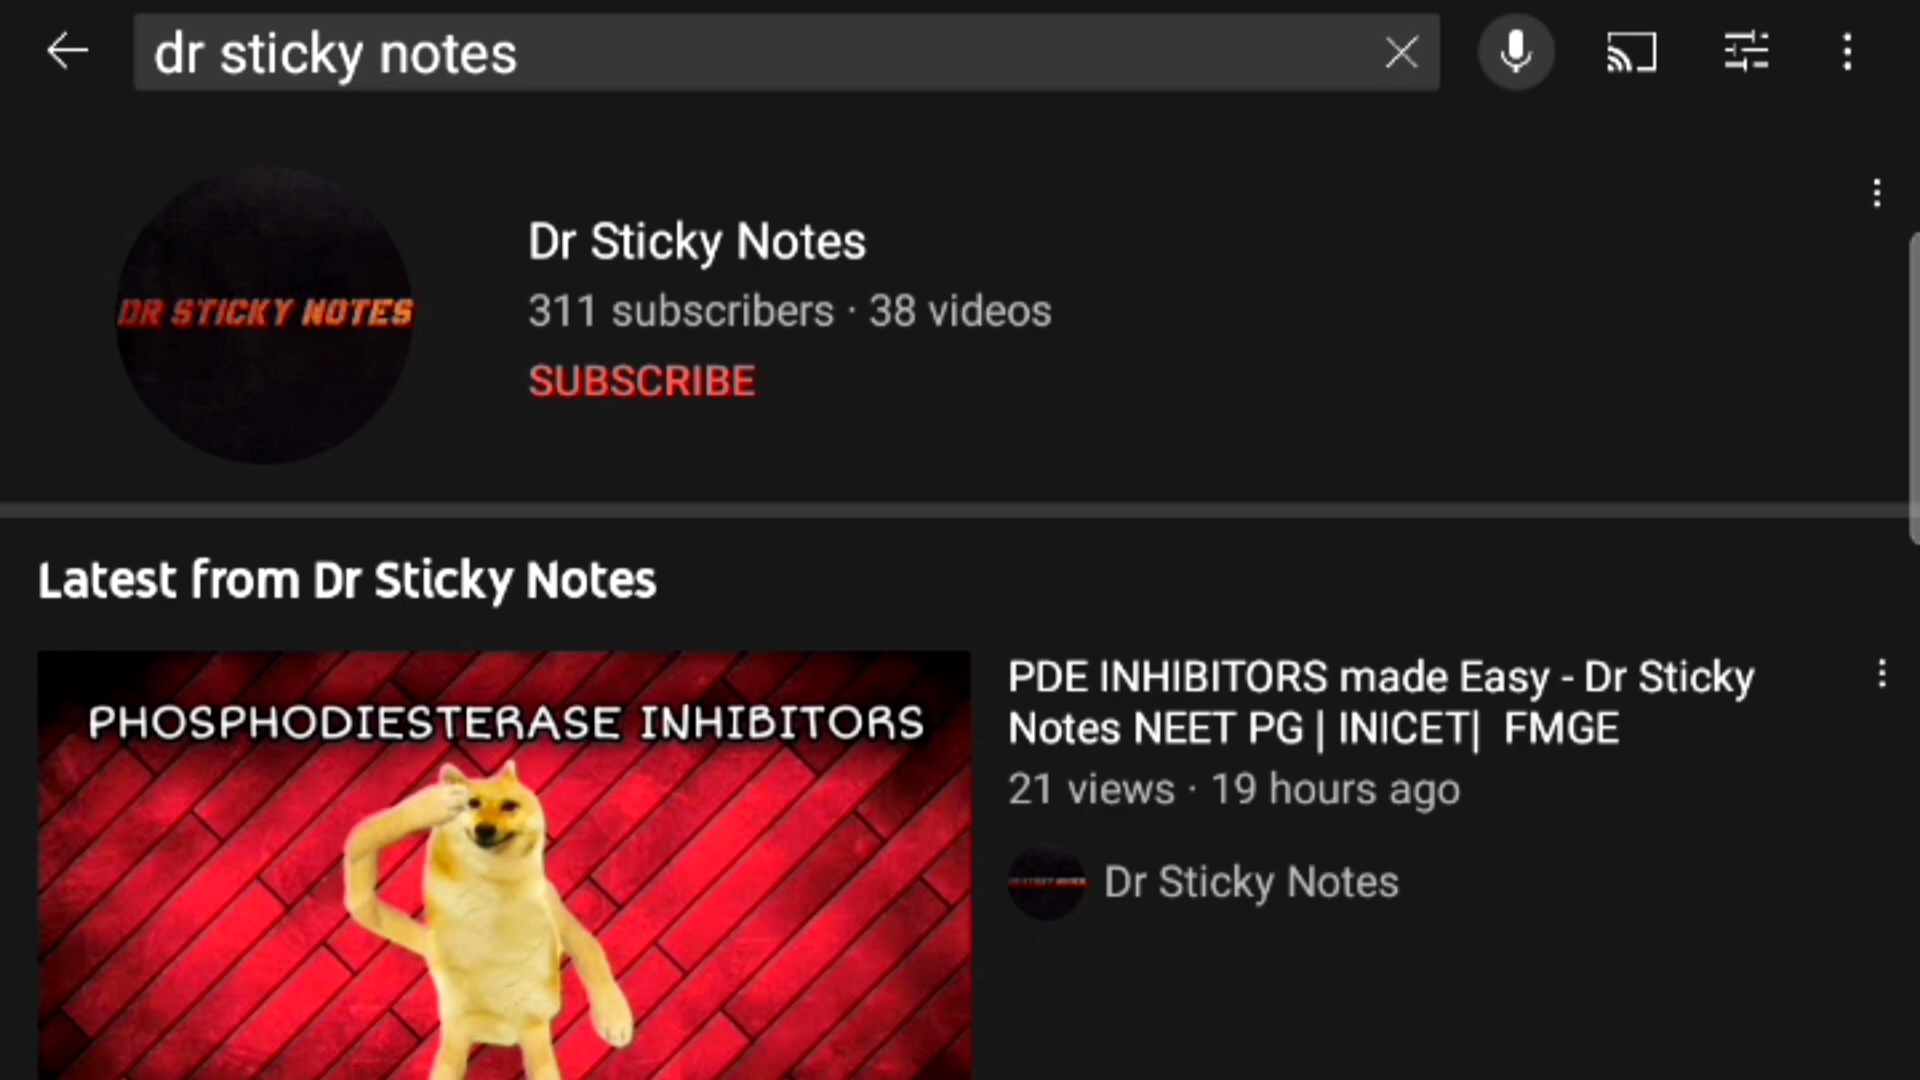 dr sticky notes
DR STICKY NOTES
Dr Sticky Notes
311 subscribers · 38 videos
SUBSCRIBE
Latest from Dr Sticky Notes
PHOSPHODIESTERASE INHIBITORS
PDE INHIBITORS made Easy - Dr Sticky
Notes NEET PG | INICET|  FMGE
21 views · 19 hours ago
Dr Sticky Notes